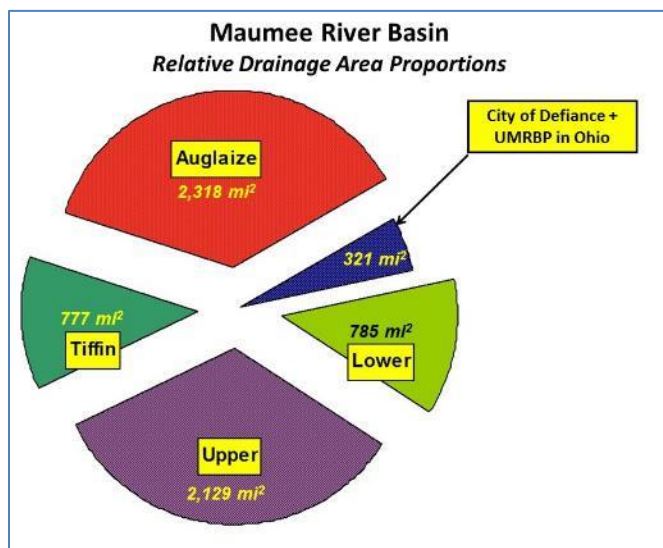 Maumee River Basin
Relative Drainage Area Proportions
City of Defiance +
UMRBP in Ohio
Auglaize
2,318 mi²
321 mi²
777 mi²
Tiffin
785 mi²
Lower
Upper
2,129 mi²